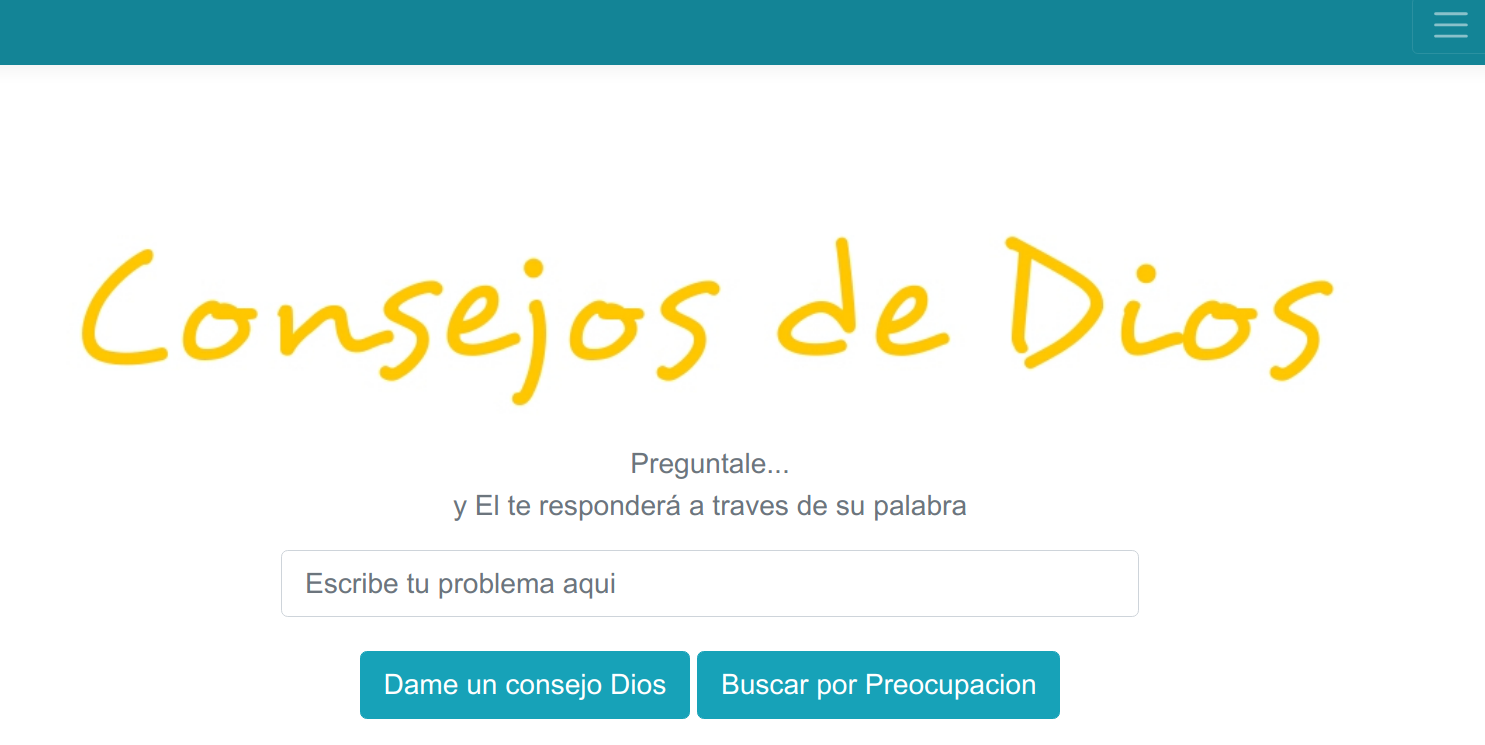 Consejos de Dios
Preguntale...
y El te responderá a traves de su palabra
Escribe tu problema aqui
Dame un consejo Dios
Buscar por Preocupacion